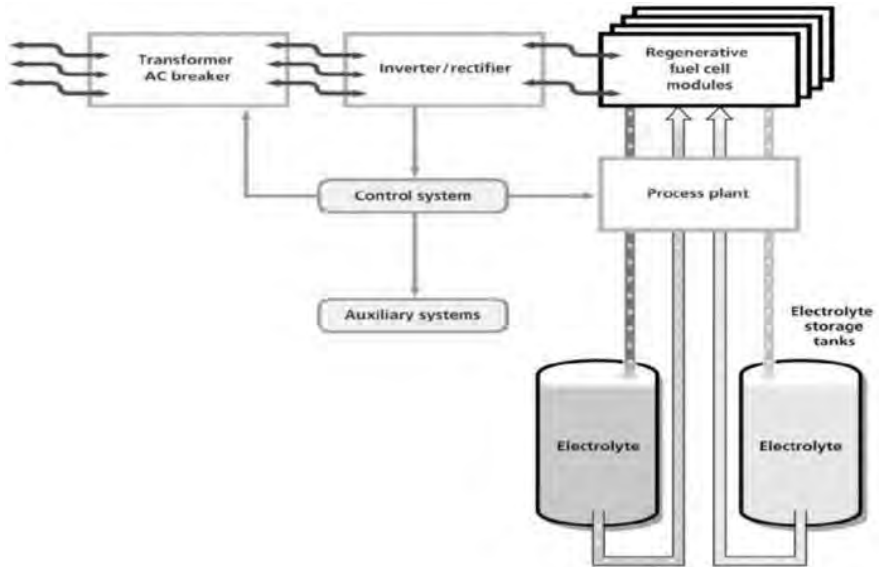 Transformer
AC breaker
Inverter/rectifier
Regenerative
fuel cell
modules
Control system
Process plant
Auxiliary systems
Electrolyte
storage
tanks
Electrolyte
Electrolyte